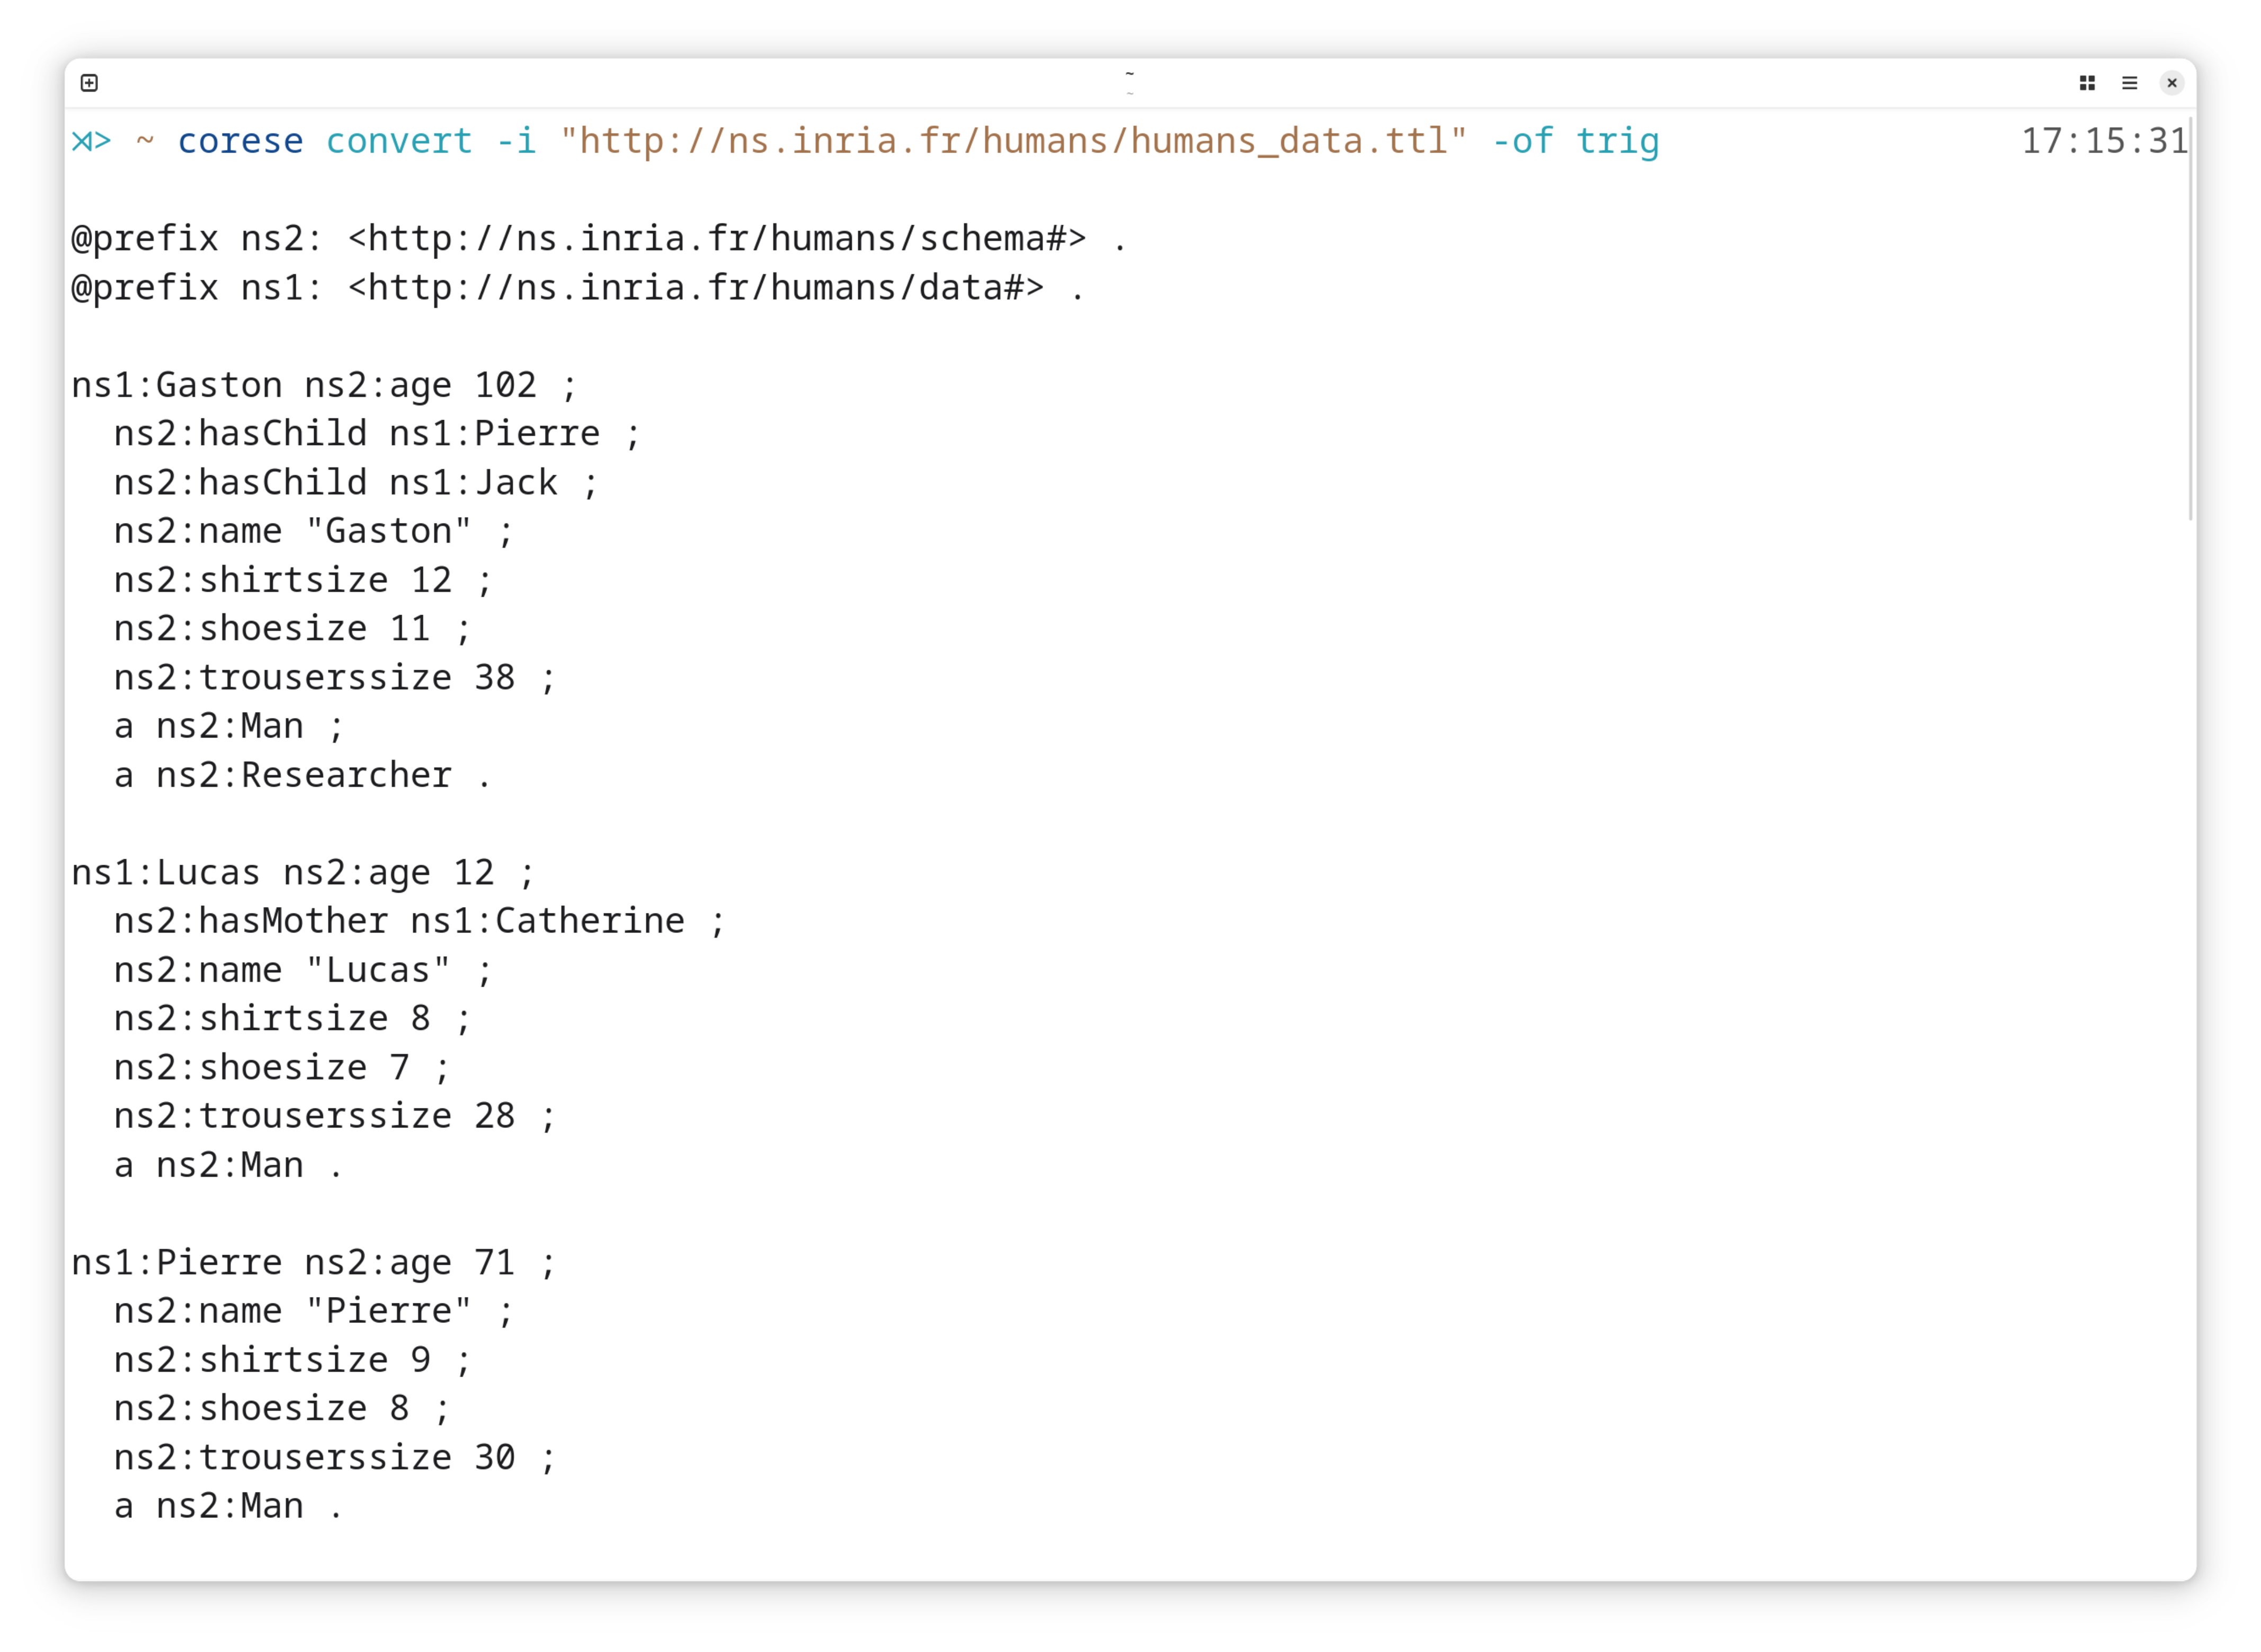 ~
~
⋊> ~ corese convert -i "http://ns.inria.fr/humans/humans_data.ttl" -of trig 17:15:31
@prefix ns2: <http://ns.inria.fr/humans/schema#> .
@prefix ns1: <http://ns.inria.fr/humans/data#> .
ns1:Gaston ns2:age 102 ;
ns2:hasChild ns1:Pierre ;
ns2:hasChild ns1:Jack ;
ns2:name "Gaston" ;
ns2:shirtsize 12 ;
ns2:shoesize 11 ;
ns2:trouserssize 38 ;
a ns2:Man ;
a ns2:Researcher .
ns1:Lucas ns2:age 12 ;
ns2:hasMother ns1:Catherine ;
ns2:name "Lucas" ;
ns2:shirtsize 8 ;
ns2:shoesize 7 ;
ns2:trouserssize 28 ;
a ns2:Man .
ns1:Pierre ns2:age 71 ;
ns2:name "Pierre" ;
ns2:shirtsize 9 ;
ns2:shoesize 8 ;
ns2:trouserssize 30 ;
a ns2:Man .